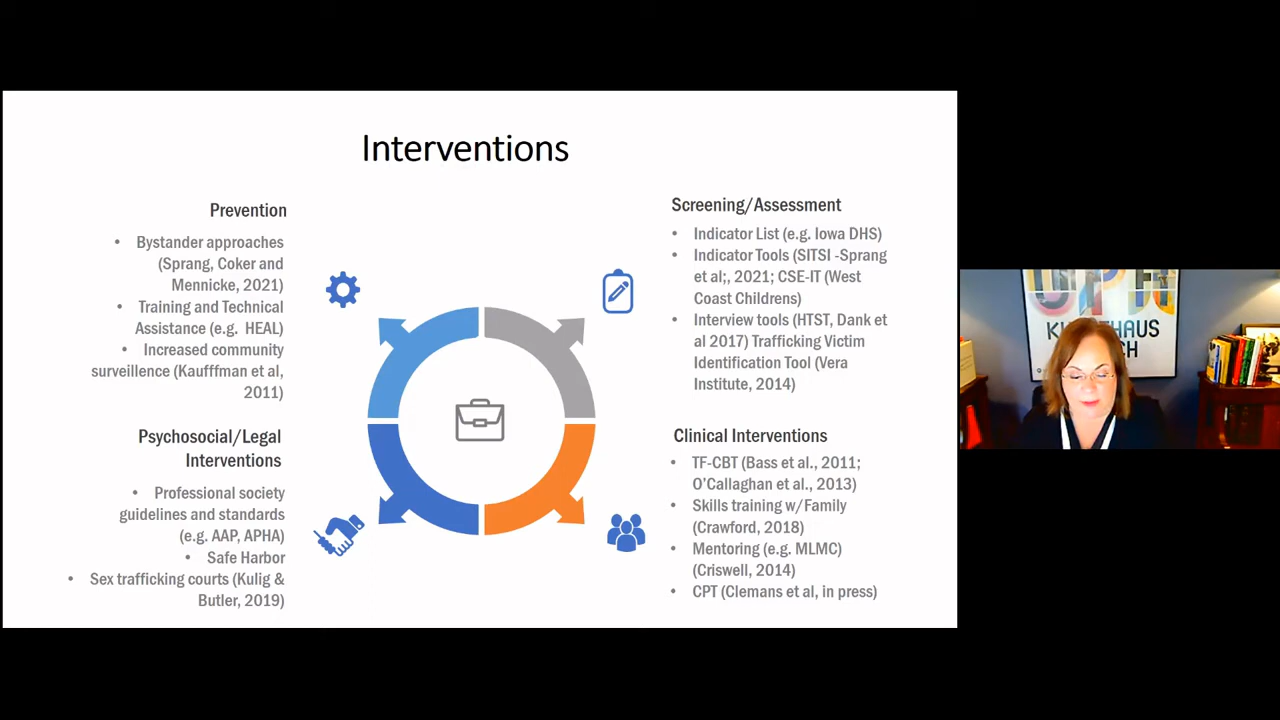 Interventions
Prevention
• Bystander approaches
(Sprang, Coker and
Mennicke, 2021)
• Training and Technical
Assistance (e.g. HEAL)
• Increased community
surveillence (Kaufffman et al,
2011)
Psychosocial/Legal
Interventions
• Professional society
guidelines and standards
(e.g. AAP, APHA)
• Safe Harbor
• Sex trafficking courts (Kulig &
Butler, 2019)
Screening/Assessment
• Indicator List (e.g. Iowa DHS)
• Indicator Tools (SITSI -Sprang
et al;, 2021; CSE-IT (West
Coast Childrens)
• Interview tools (HTST, Dank et
al 2017) Trafficking Victim
Identification Tool (Vera
Institute, 2014)
Clinical Interventions
• TF-CBT (Bass et al., 2011;
O'Callaghan et al., 2013)
• Skills training w/Family
(Crawford, 2018)
• Mentoring (e.g. MLMC)
(Criswell, 2014)
• CPT (Clemans et al, in press)